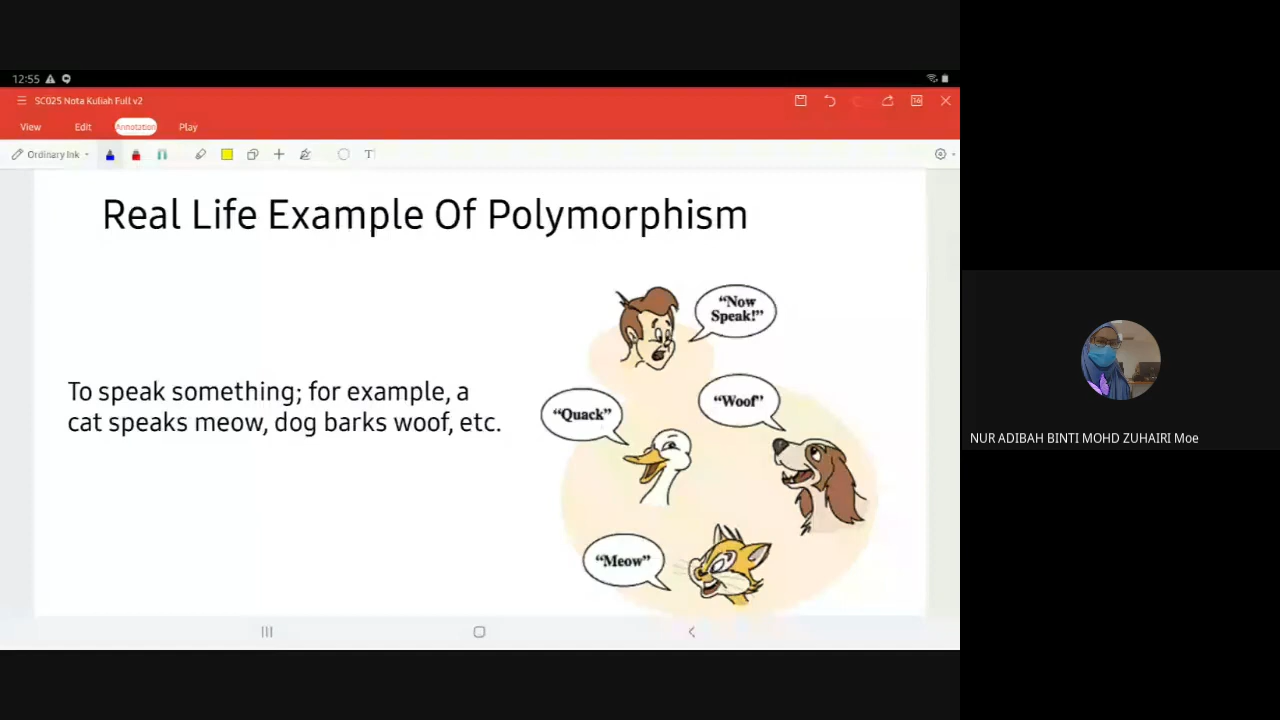 12:55
SC025 Nota Kuliah Full v2
16
View Edit Annotation Play
Ordinary Ink
T
Real Life Example Of Polymorphism
“Now
Speak!”
To speak something; for example, a
cat speaks meow, dog barks woof, etc.
“Quack”
“Woof”
“Meow”
NUR ADIBAH BINTI MOHD ZUHAIRI Moe